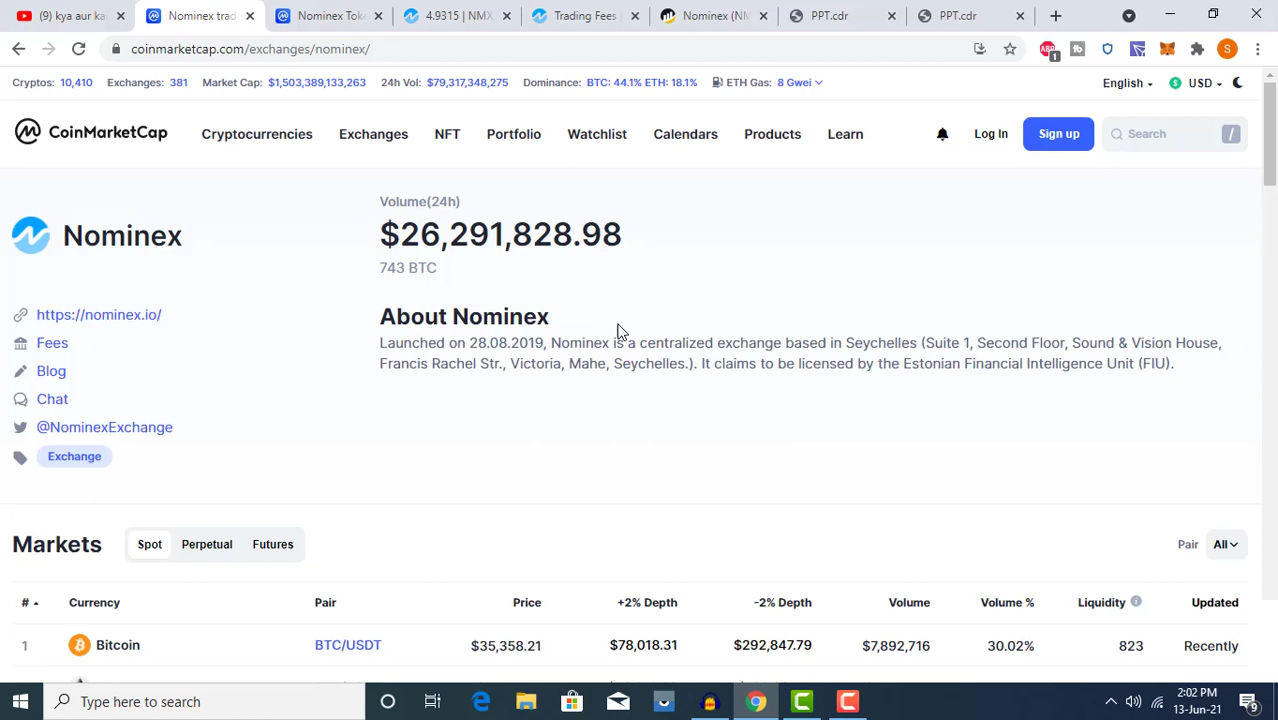 (9) kya aur kai
Nominex trad
Nominex Toke
4.9315 | NMX,
Trading Fees |
Nominex (NM
PPT.cdr
PPT.cdr
coinmarketcap.com/exchanges/nominex/
1
S
Cryptos: 10,410 Exchanges: 381 Market Cap: $1,503,389,133,263 24h Vol: $79,317,348,275 Dominance: BTC: 44.1% ETH: 18.1% ETH Gas: 8 Gwei English USD
CoinMarketCap Cryptocurrencies Exchanges NFT Portfolio Watchlist Calendars Products Learn Log In Sign up Search /
Nominex
https://nominex.io/
Fees
Blog
Chat
@NominexExchange
Exchange
Volume(24h)
$26,291,828.98
743 BTC
About Nominex
Launched on 28.08.2019, Nominex is a centralized exchange based in Seychelles (Suite 1, Second Floor, Sound & Vision House,
Francis Rachel Str., Victoria, Mahe, Seychelles.). It claims to be licensed by the Estonian Financial Intelligence Unit (FIU).
Markets Spot Perpetual Futures Pair All
# Currency Pair Price +2% Depth -2% Depth Volume Volume % Liquidity Updated
1 Bitcoin BTC/USDT $35,358.21 $78,018.31 $292,847.79 $7,892,716 30.02% 823 Recently
Type here to search
2:02 PM
13-Jun-21
9